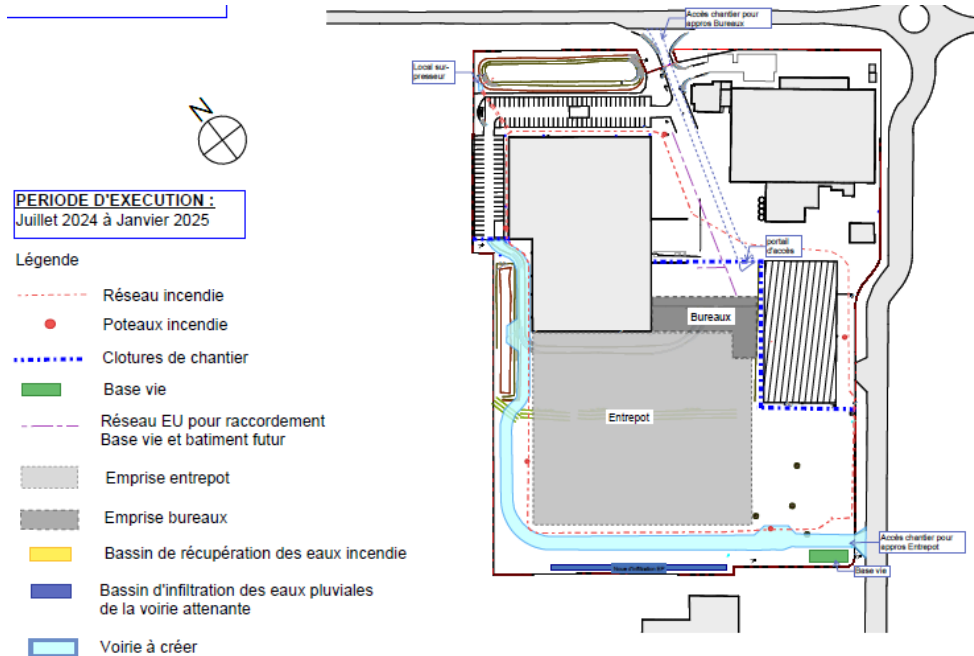 Accès chantier pour
appros Bureaux
Local sur-
presseur
N
PERIODE D'EXECUTION :
Juillet 2024 à Janvier 2025
Légende
Réseau incendie
Poteaux incendie
Clotures de chantier
Base vie
Réseau EU pour raccordement
Base vie et batiment futur
Emprise entrepot
Emprise bureaux
Bassin de récupération des eaux incendie
Bassin d'infiltration des eaux pluviales
de la voirie attenante
Voirie à créer
portail
d'accès
Bureaux
Entrepot
Accès chantier pour
appros Entrepot
Base vie